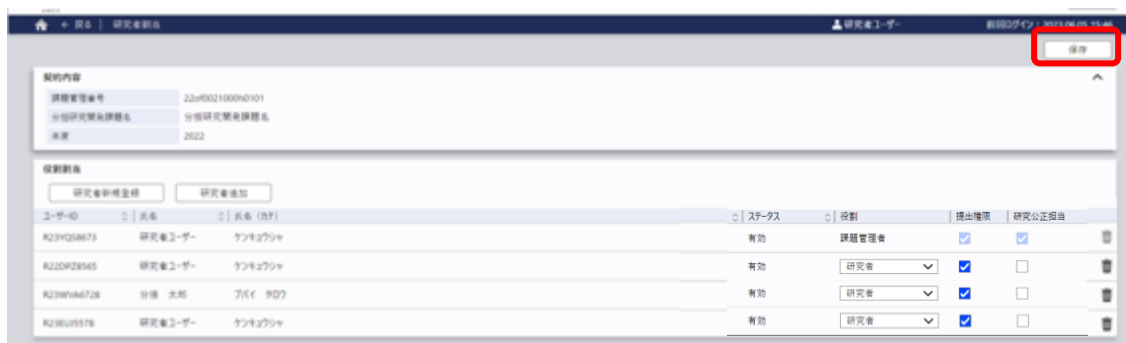 ← 戻る | 研究者割当 研究者ユーザー 前回ログイン : 2023.06.05 15:46
保存
契約内容
課題管理番号 22of0021000h0101
分担研究開発課題名 分担研究開発課題名
年度 2022
役割割当
研究者新規登録 研究者追加
ユーザーID 氏名 氏名 (カナ) ステータス 役割 提出権限 研究公正担当
R23YQS8673 研究者ユーザー ケンキュウシャ 有効 課題管理者
R22DPZ8565 研究者ユーザー ケンキュウシャ 有効 研究者
R23WVA6728 分倍 太郎 ブバイ タロウ 有効 研究者
R23EUI5578 研究者ユーザー ケンキュウシャ 有効 研究者